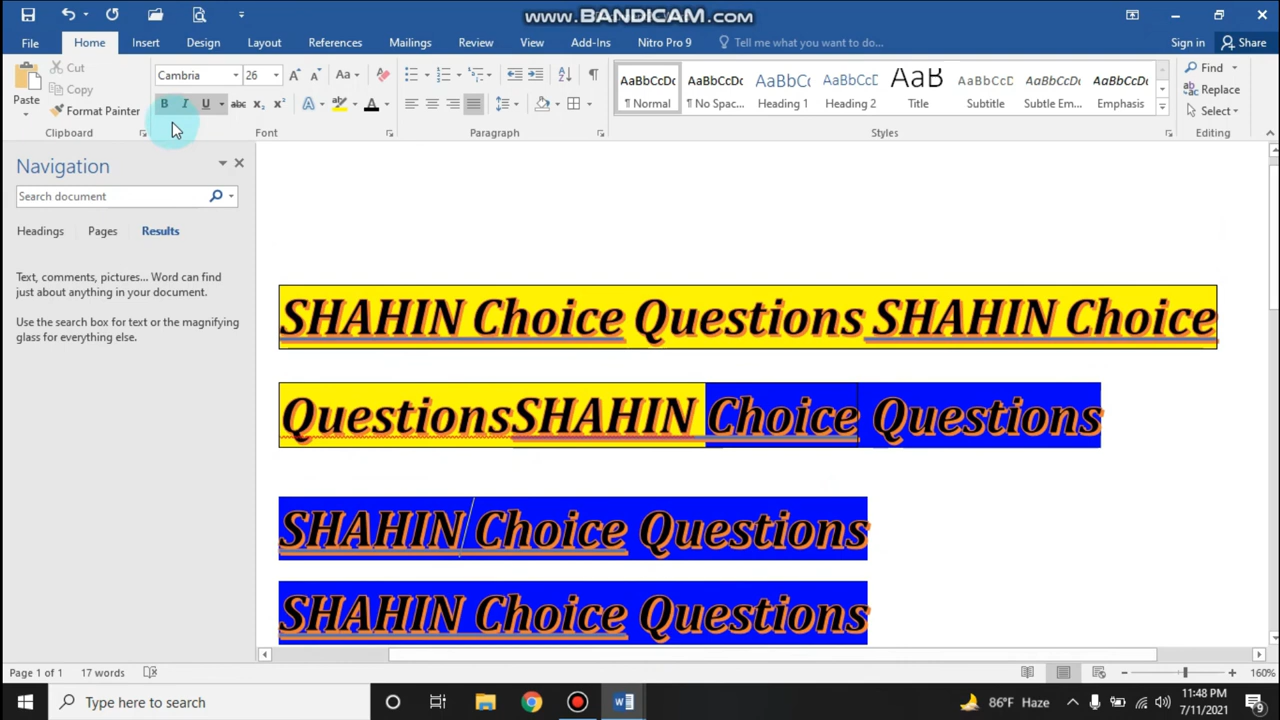 www.BANDICAM.com
File Home Insert Design Layout References Mailings Review View Add-Ins Nitro Pro 9 Tell me what you want to do... Sign in Share
Paste
Cut
Copy
Format Painter
Clipboard
Cambria 26 Aa
B I U abc x₂ x² A A
Font
Paragraph
AaBbCcDc AaBbCcDc AaBbCc AaBbCcD AaB AaBbCcD AaBbCcDc
¶ Normal ¶ No Spac... Heading 1 Heading 2 Title Subtitle Emphasis
Styles
Find
Replace
Select
Editing
Navigation
Search document
Headings Pages Results
Text, comments, pictures... Word can find
just about anything in your document.
Use the search box for text or the magnifying
glass for everything else.
SHAHIN Choice Questions SHAHIN Choice
QuestionsSHAHIN Choice Questions
SHAHIN Choice Questions
SHAHIN Choice Questions
Page 1 of 1 17 words 160%
Type here to search
86°F Haze
11:48 PM
7/11/2021
9